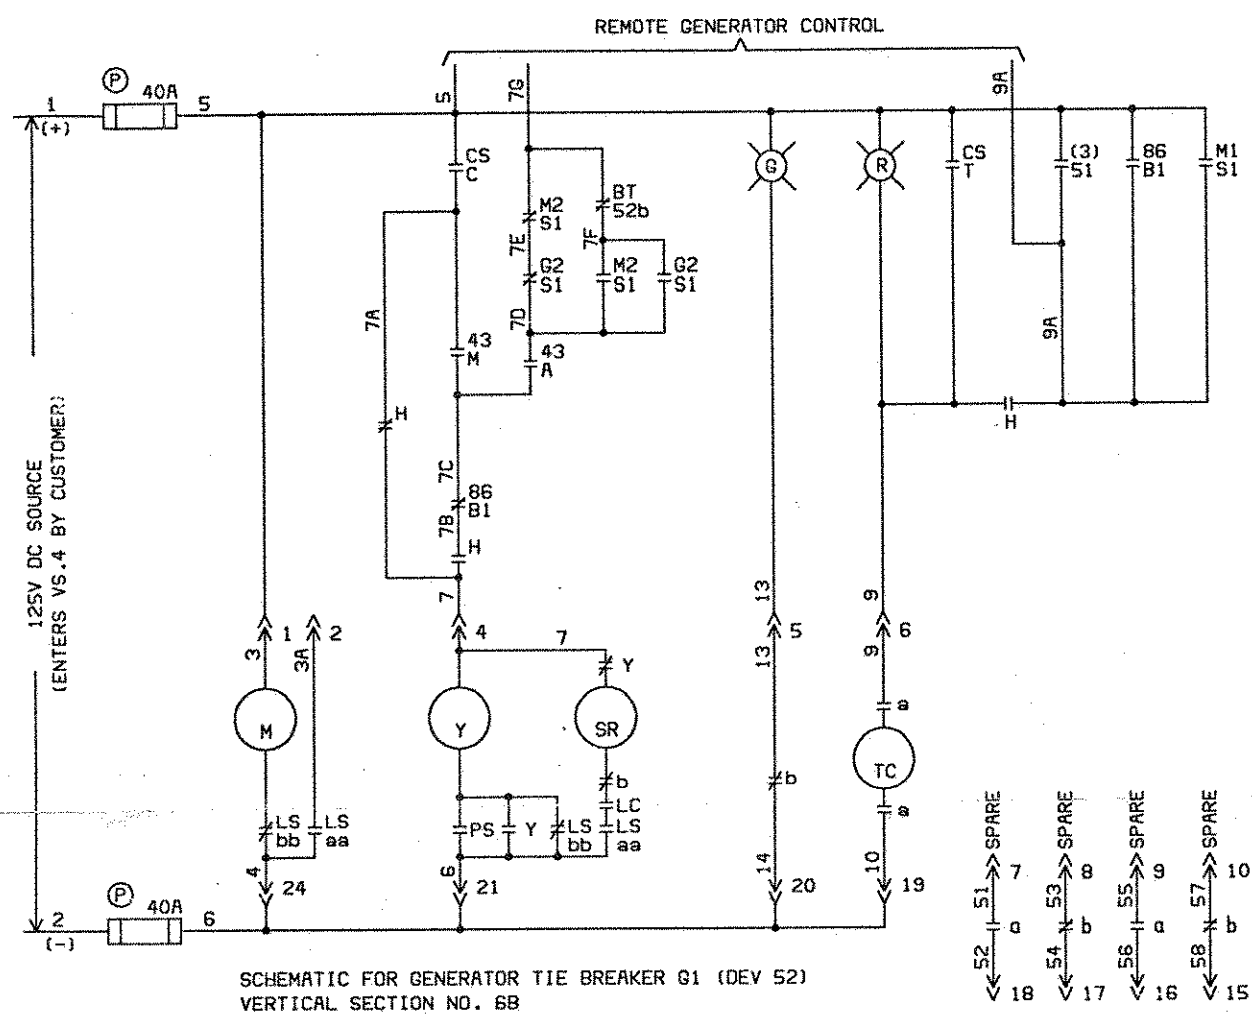 REMOTE GENERATOR CONTROL
P
40A
1
(+)
5
5
7G
9A
CS
C
M2
S1
BT
52b
G
R
CS
T
(3)
51
86
B1
M1
S1
7E
7F
G2
S1
M2
S1
G2
S1
7A
7D
9A
43
M
43
A
H
H
7C
86
B1
7B
H
7
13
9
125V DC SOURCE
(ENTERS VS.4 BY CUSTOMER)
1
2
4
7
5
6
3
3A
13
9
Y
a
M
Y
SR
TC
b
b
a
LC
LS
bb
LS
aa
PS
Y
LS
bb
LS
aa
4
24
6
21
14
20
10
19
P
40A
2
(-)
6
SPARE
SPARE
SPARE
SPARE
7
8
9
10
51
53
55
57
a
b
a
b
52
54
56
58
18
17
16
15
SCHEMATIC FOR GENERATOR TIE BREAKER G1 (DEV 52)
VERTICAL SECTION NO. 6B